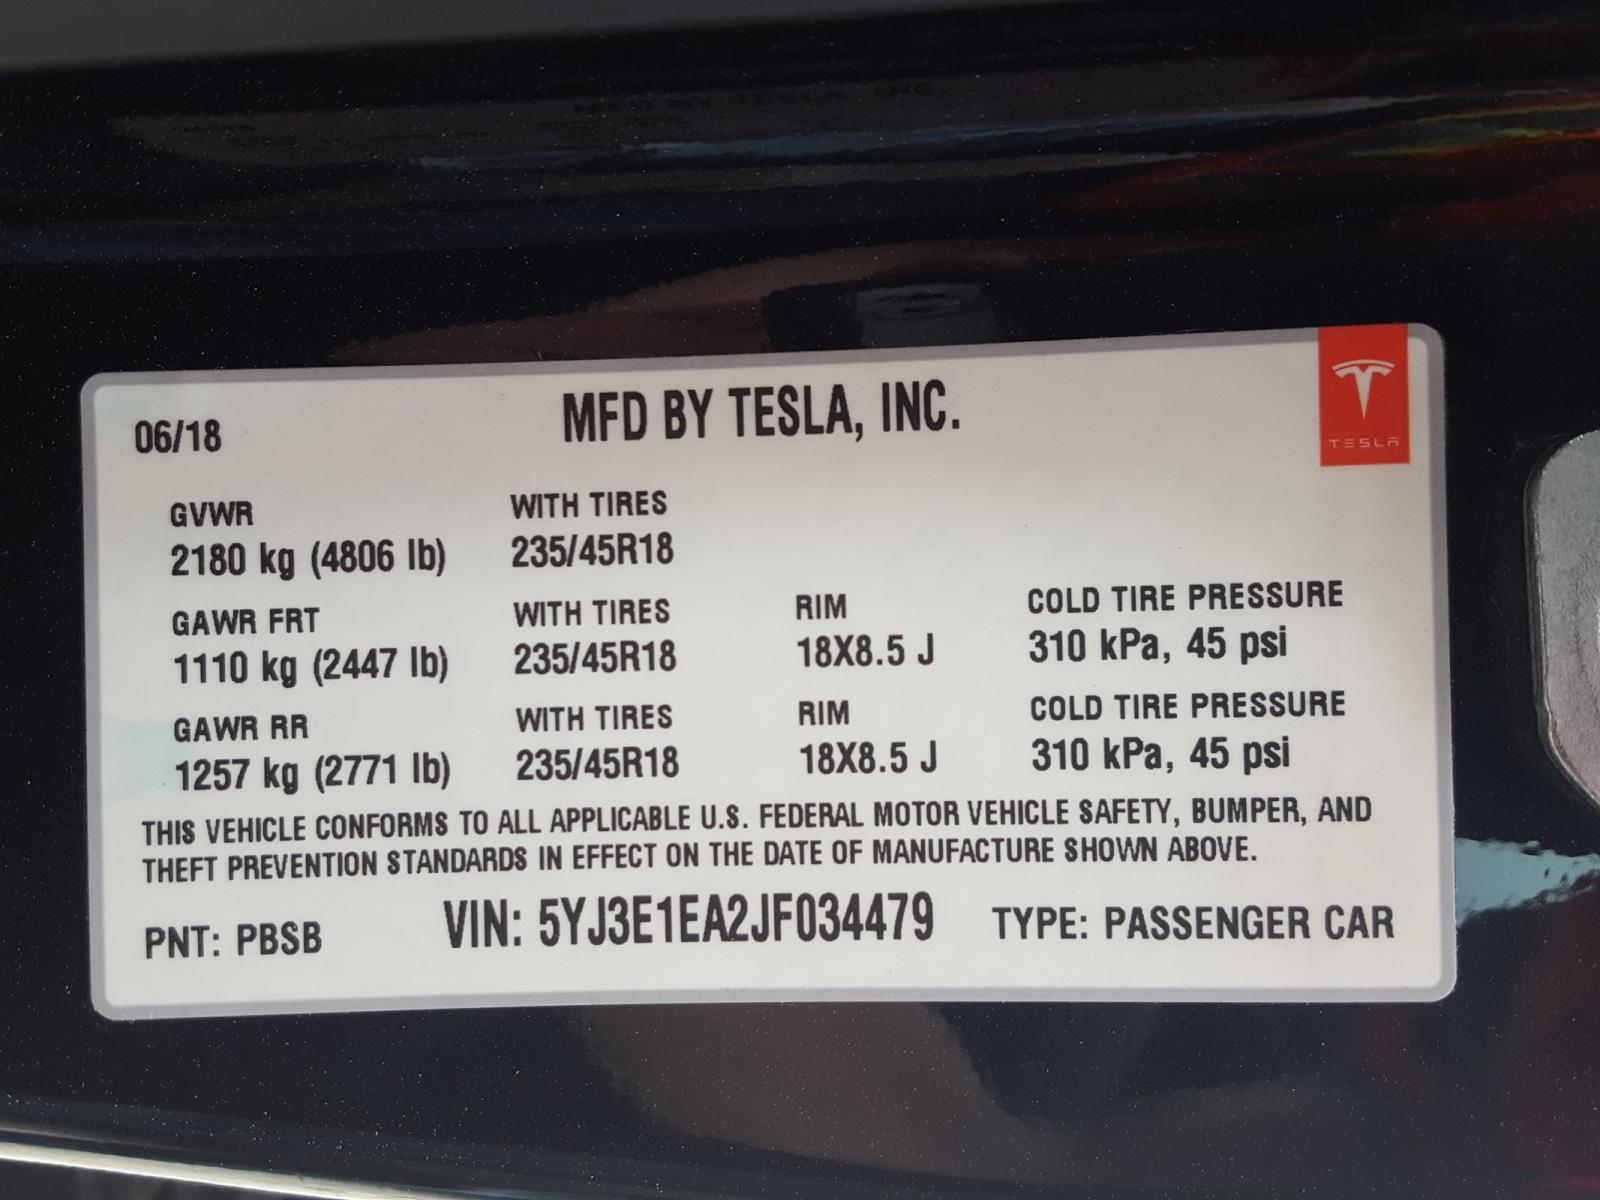 06/18 MFD BY TESLA, INC.
TESLA
GVWR WITH TIRES
2180 kg (4806 lb) 235/45R18
GAWR FRT WITH TIRES RIM COLD TIRE PRESSURE
1110 kg (2447 lb) 235/45R18 18X8.5 J 310 kPa, 45 psi
GAWR RR WITH TIRES RIM COLD TIRE PRESSURE
1257 kg (2771 lb) 235/45R18 18X8.5 J 310 kPa, 45 psi
THIS VEHICLE CONFORMS TO ALL APPLICABLE U.S. FEDERAL MOTOR VEHICLE SAFETY, BUMPER, AND
THEFT PREVENTION STANDARDS IN EFFECT ON THE DATE OF MANUFACTURE SHOWN ABOVE.
PNT: PBSB VIN: 5YJ3E1EA2JF034479 TYPE: PASSENGER CAR